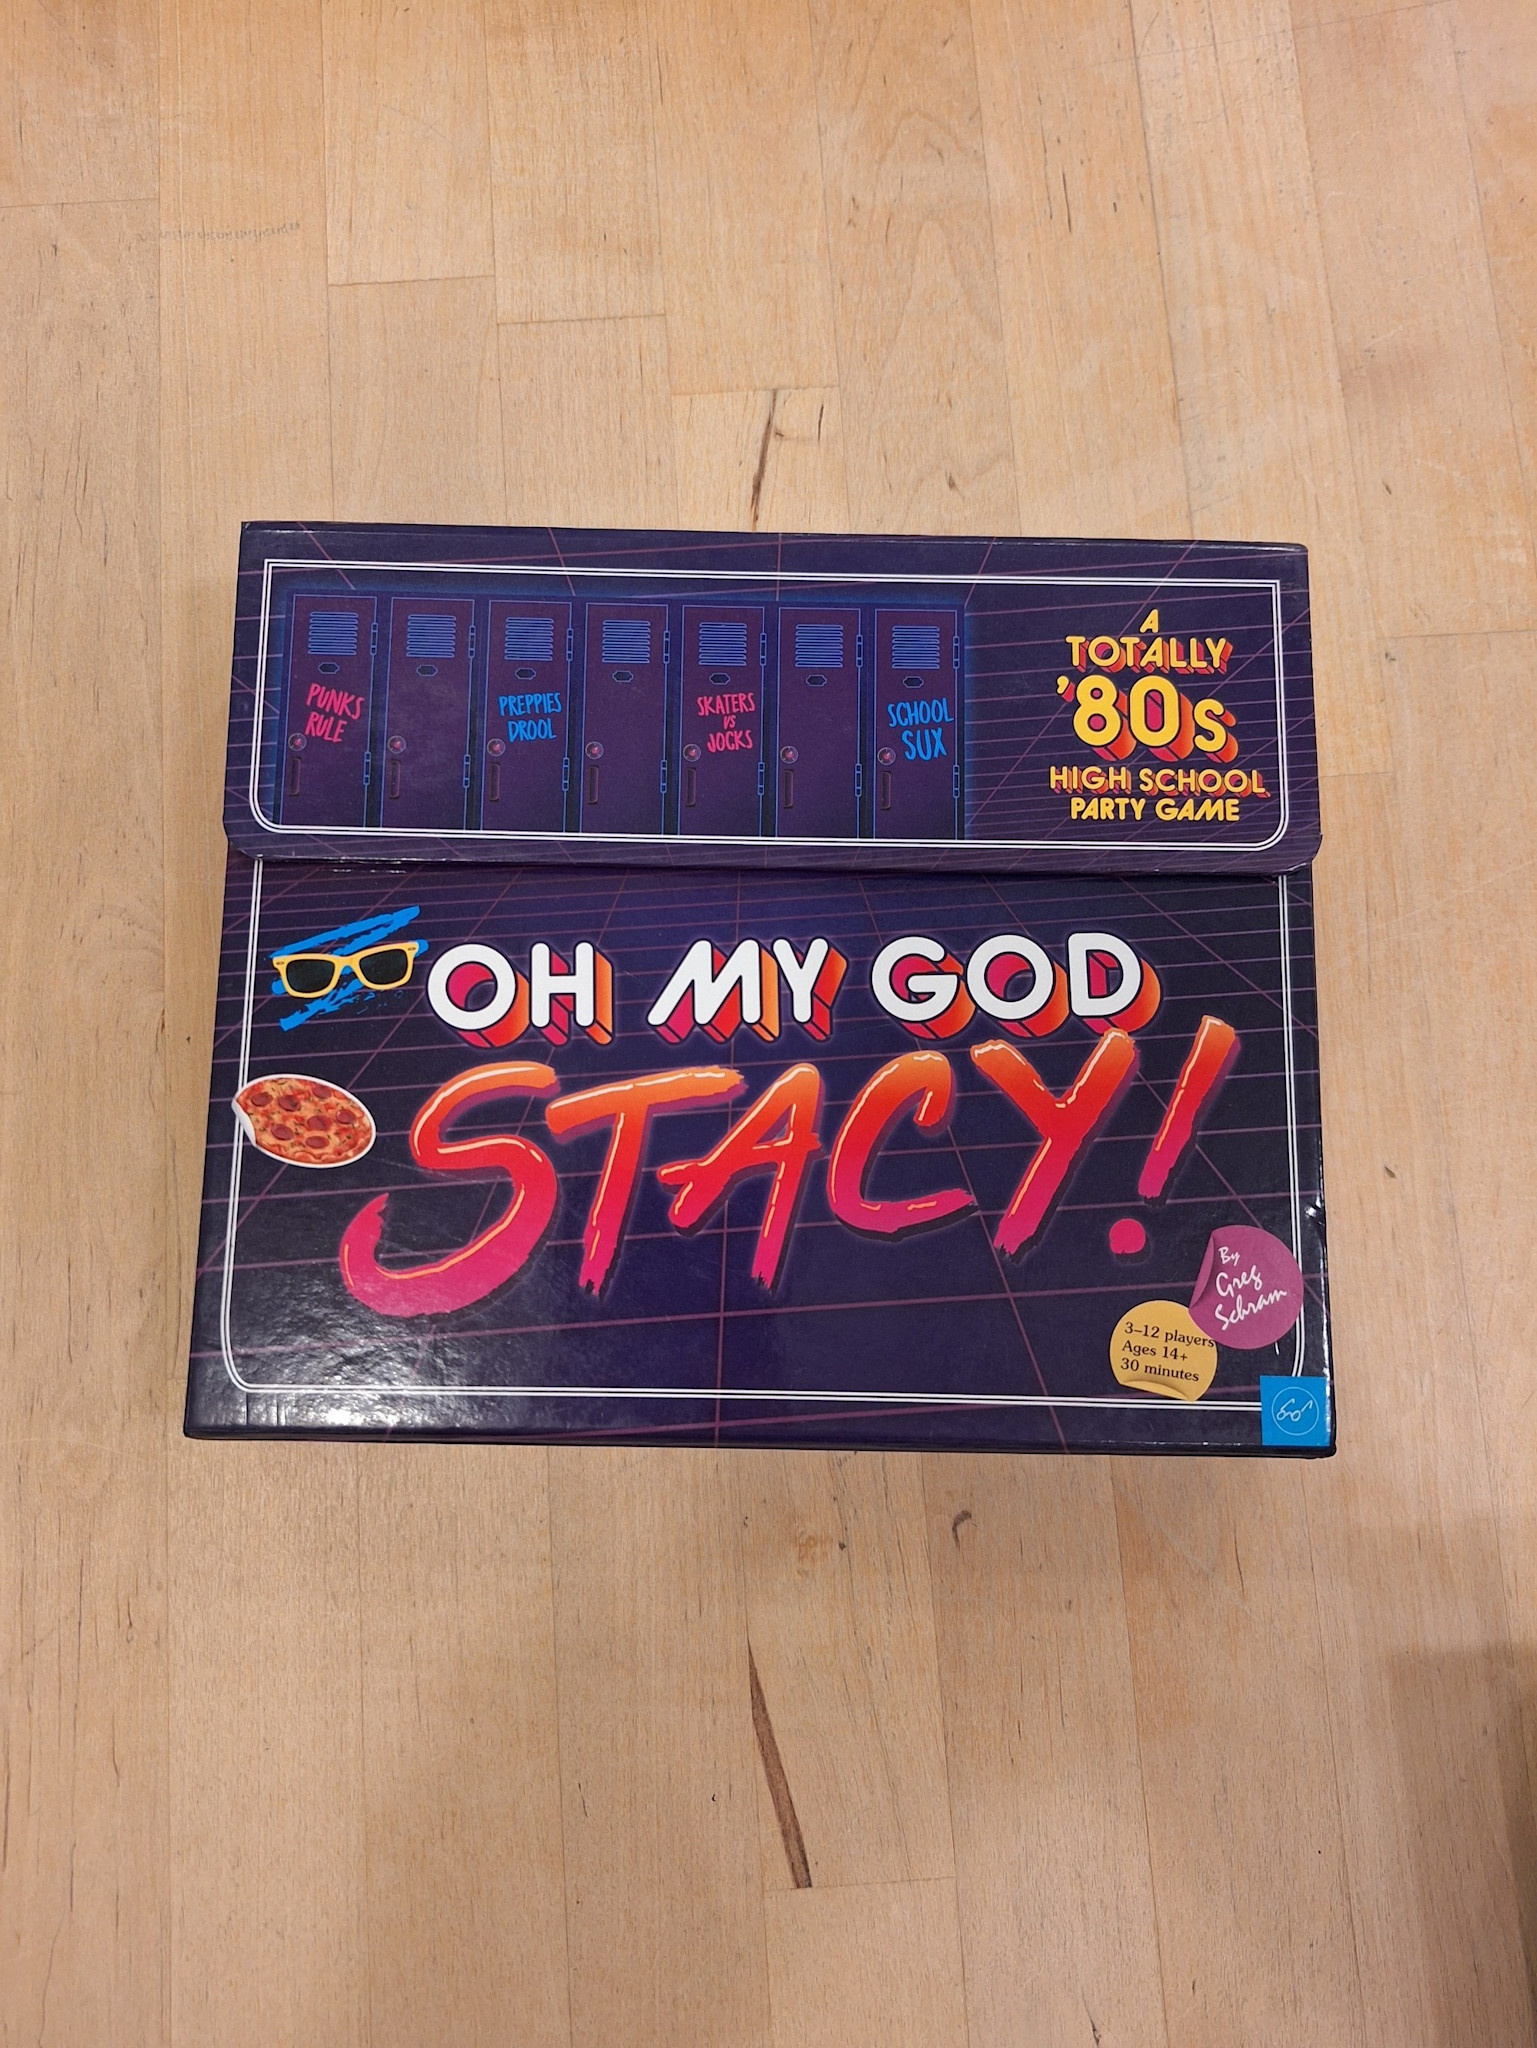 PUNKS
RULE
PREPPIES
DROOL
SKATERS
VS
JOCKS
SCHOOL
SUX
A
TOTALLY
'80s
HIGH SCHOOL
PARTY GAME
OH MY GOD
STACY!
By
Greg
Schram
3–12 players
Ages 14+
30 minutes